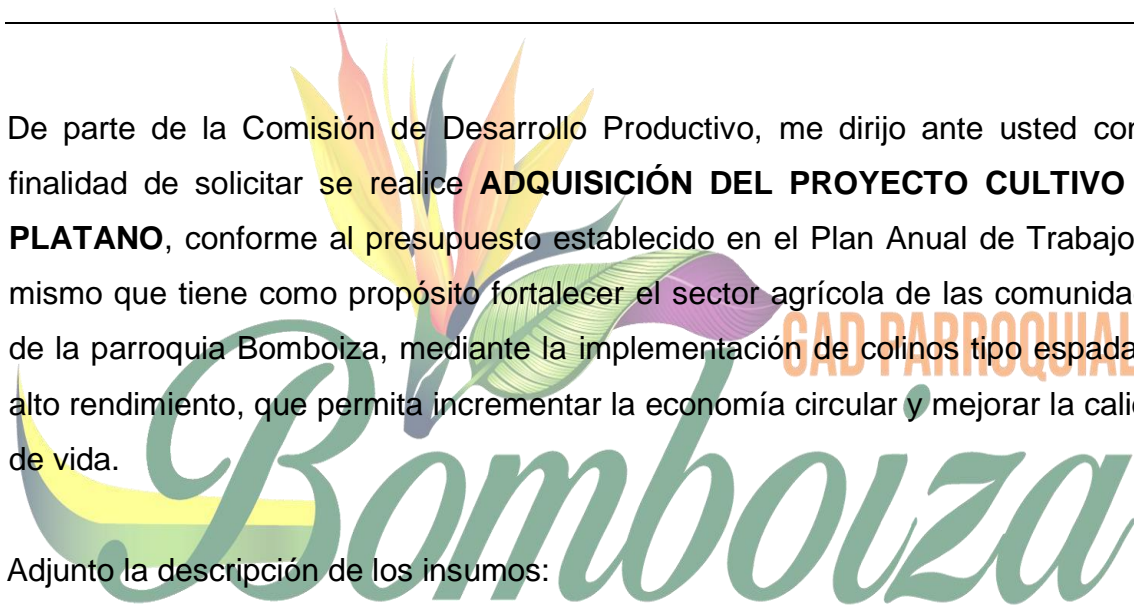 De parte de la Comisión de Desarrollo Productivo, me dirijo ante usted con
finalidad de solicitar se realice ADQUISICIÓN DEL PROYECTO CULTIVO
PLATANO, conforme al presupuesto establecido en el Plan Anual de Trabajo
mismo que tiene como propósito fortalecer el sector agrícola de las comunida
de la parroquia Bomboiza, mediante la implementación de colinos tipo espada
GAD PARROQUIAL
alto rendimiento, que permita incrementar la economía circular y mejorar la cali
de vida.
Bomboiza
Adjunto la descripción de los insumos: